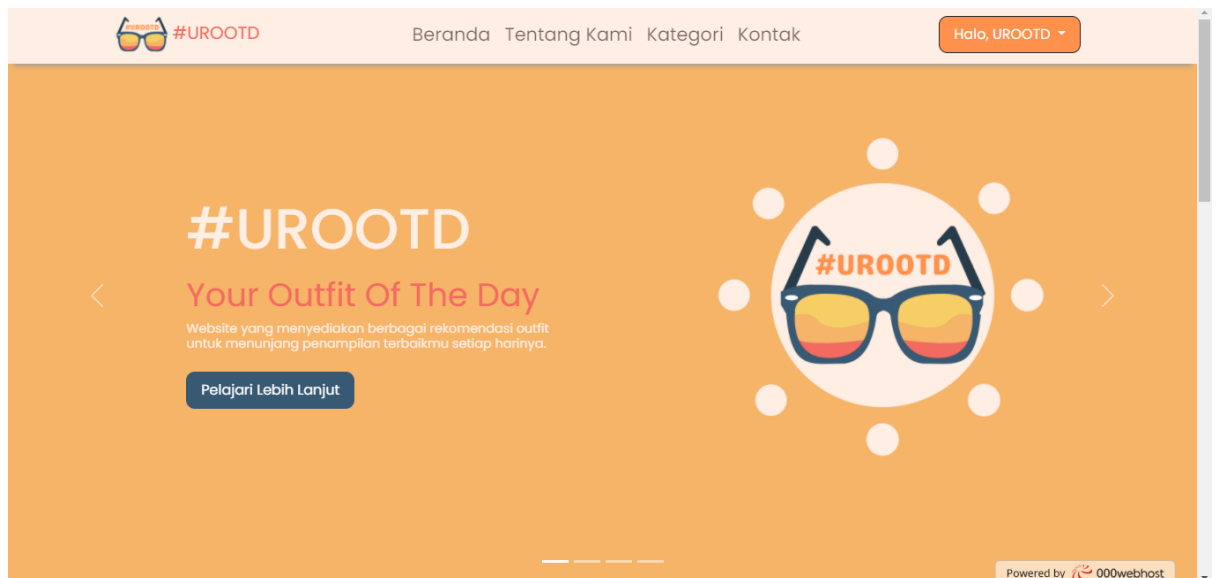 #UROOTD #UROOTD
Beranda Tentang Kami Kategori Kontak
Halo, UROOTD
#UROOTD
Your Outfit Of The Day
Website yang menyediakan berbagai rekomendasi outfit
untuk menunjang penampilan terbaikmu setiap harinya.
Pelajari Lebih Lanjut
#UROOTD
Powered by 000webhost